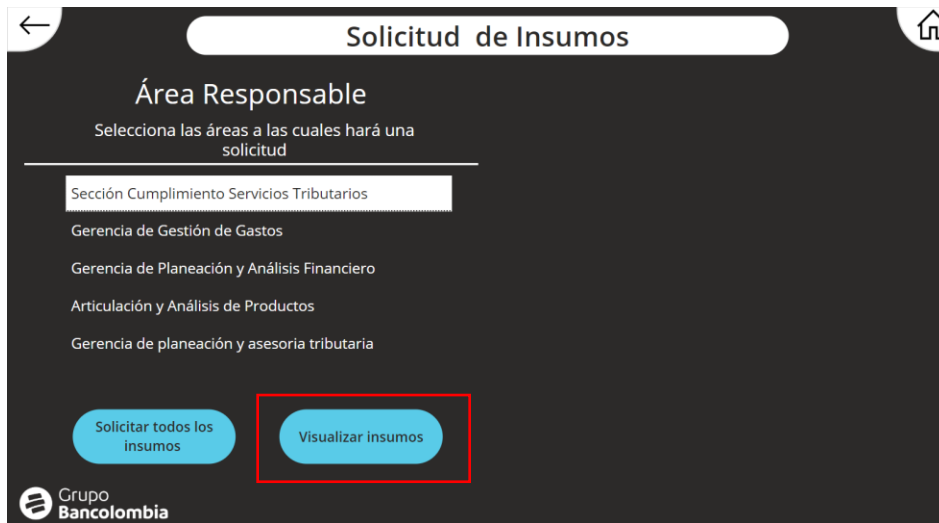 Solicitud de Insumos
Área Responsable
Selecciona las áreas a las cuales hará una
solicitud
Sección Cumplimiento Servicios Tributarios
Gerencia de Gestión de Gastos
Gerencia de Planeación y Análisis Financiero
Articulación y Análisis de Productos
Gerencia de planeación y asesoria tributaria
Solicitar todos los
insumos
Visualizar insumos
Grupo
Bancolombia